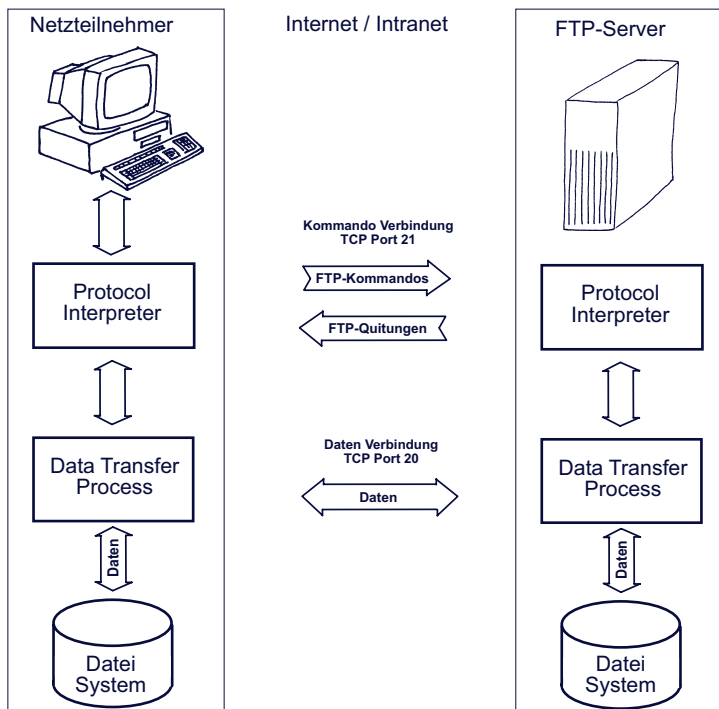 Netzteilnehmer
Internet / Intranet
FTP-Server
Kommando Verbindung
TCP Port 21
FTP-Kommandos
FTP-Quitungen
Protocol
Interpreter
Protocol
Interpreter
Daten Verbindung
TCP Port 20
Daten
Data Transfer
Process
Data Transfer
Process
Daten
Daten
Datei
System
Datei
System